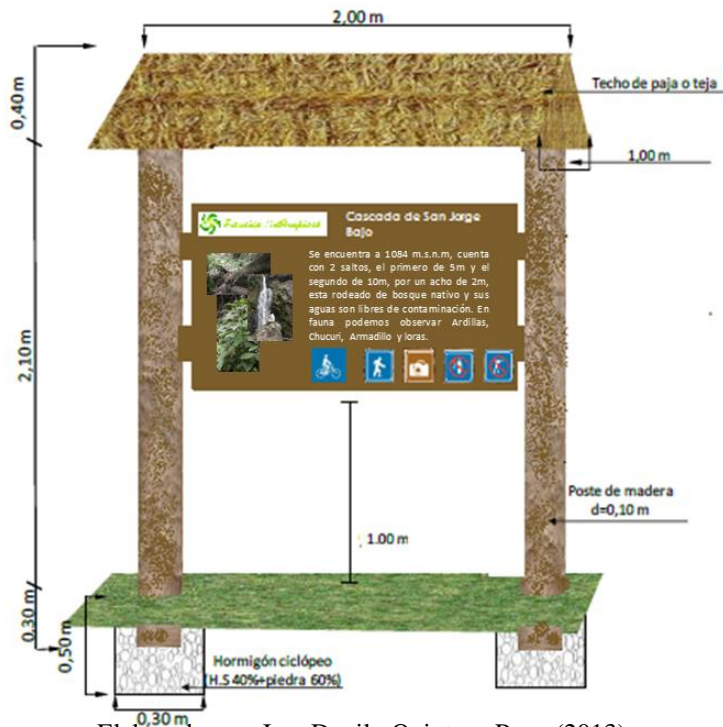 2,00 m
0,40 m
Techo de paja o teja
1,00 m
2,10 m
Cascada de San Jorge
Bajo
Se encuentra a 1084 m.s.n.m, cuenta
con 2 saltos, el primero de 5m y el
segundo de 10m, por un acho de 2m,
esta rodeado de bosque nativo y sus
aguas son libres de contaminación. En
fauna podemos observar Ardillas,
Chucuri, Armadillo y loras.
Poste de madera
d=0,10 m
1.00 m
0,30 m
0,50 m
Hormigón ciclópeo
(H.S 40%+piedra 60%)
0,30 m